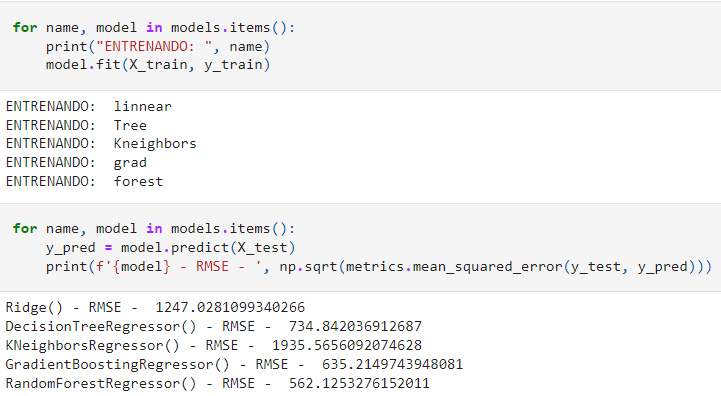 for name, model in models.items():
    print("ENTRENANDO: ", name)
    model.fit(X_train, y_train)
ENTRENANDO:  linnear
ENTRENANDO:  Tree
ENTRENANDO:  Kneighbors
ENTRENANDO:  grad
ENTRENANDO:  forest
for name, model in models.items():
    y_pred = model.predict(X_test)
    print(f'{model} - RMSE - ', np.sqrt(metrics.mean_squared_error(y_test, y_pred)))
Ridge() - RMSE -  1247.0281099340266
DecisionTreeRegressor() - RMSE -  734.842036912687
KNeighborsRegressor() - RMSE -  1935.5656092074628
GradientBoostingRegressor() - RMSE -  635.2149743948081
RandomForestRegressor() - RMSE -  562.1253276152011